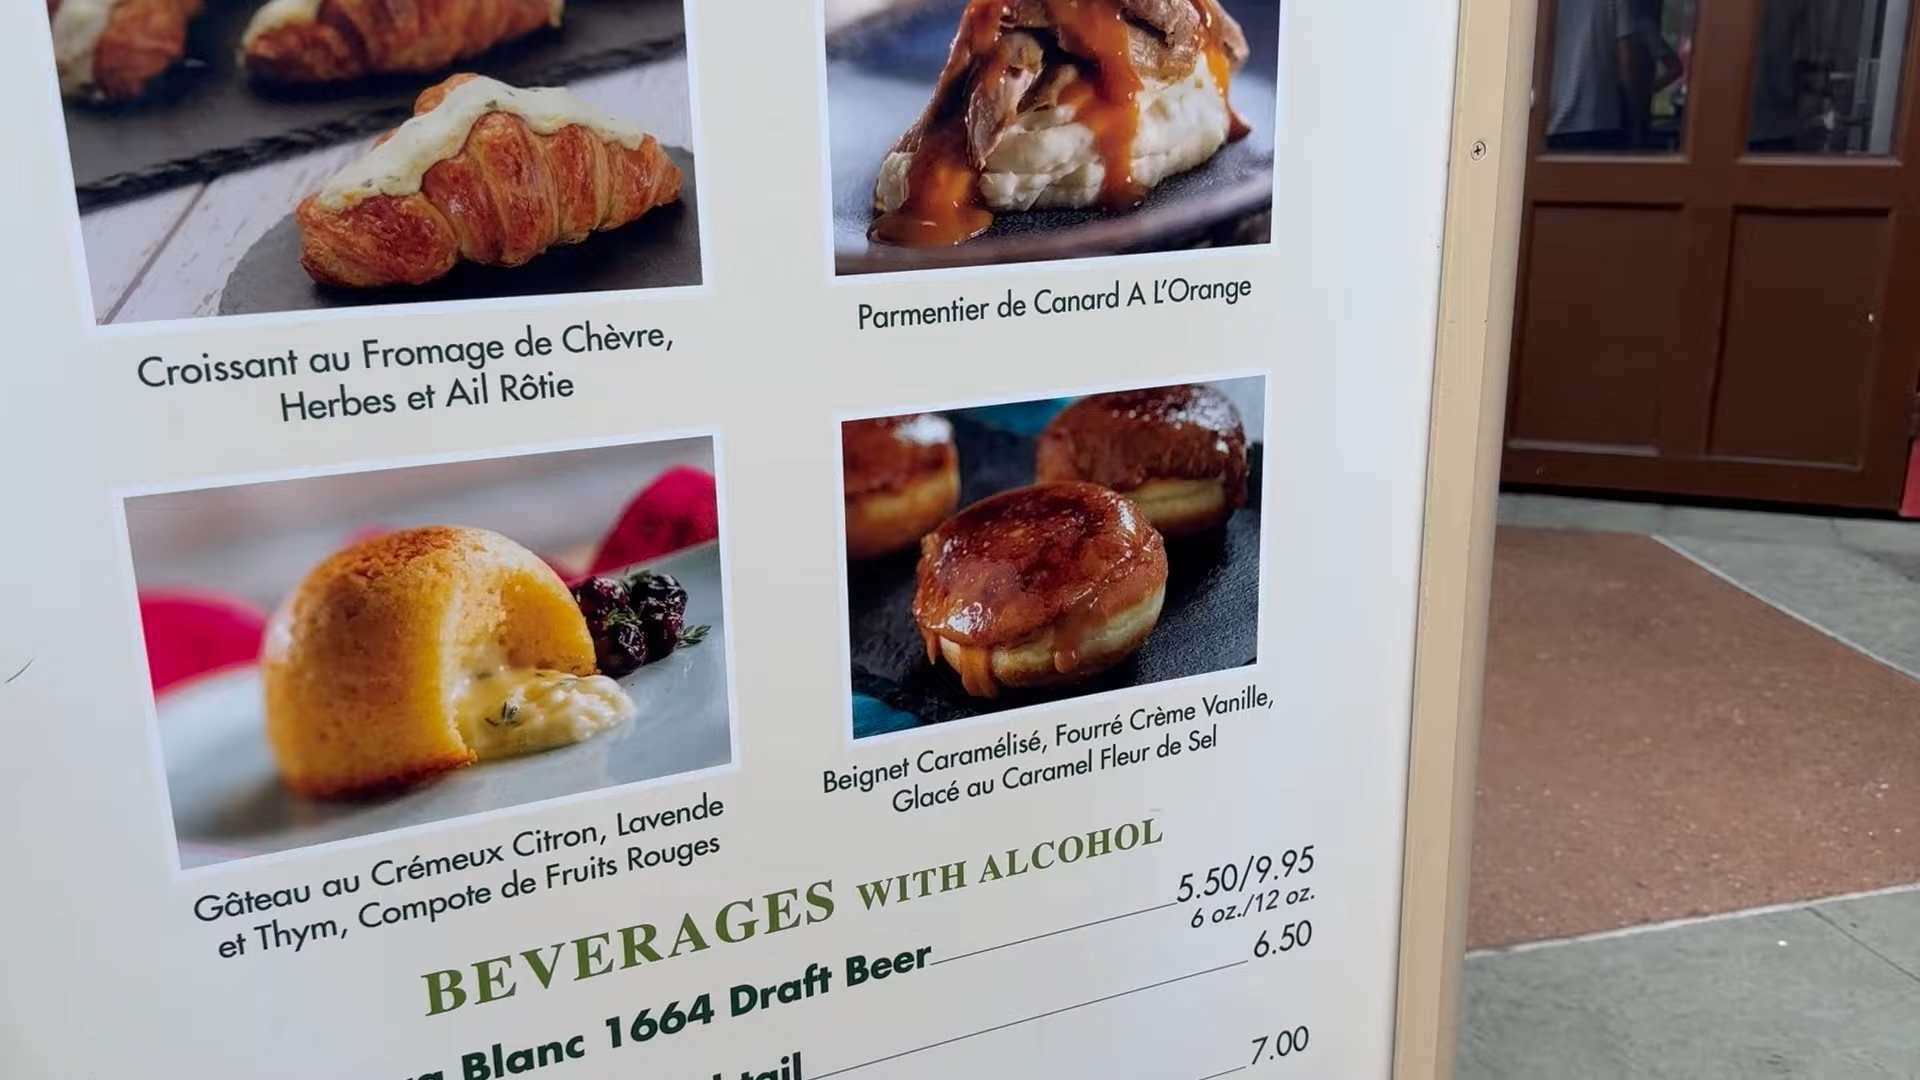 Croissant au Fromage de Chèvre,
Herbes et Ail Rôtie
Parmentier de Canard A L'Orange
Gâteau au Crémeux Citron, Lavende
et Thym, Compote de Fruits Rouges
Beignet Caramélisé, Fourré Crème Vanille,
Glacé au Caramel Fleur de Sel
BEVERAGES WITH ALCOHOL
Blanc 1664 Draft Beer 5.50/9.95
6 oz./12 oz.
6.50
7.00